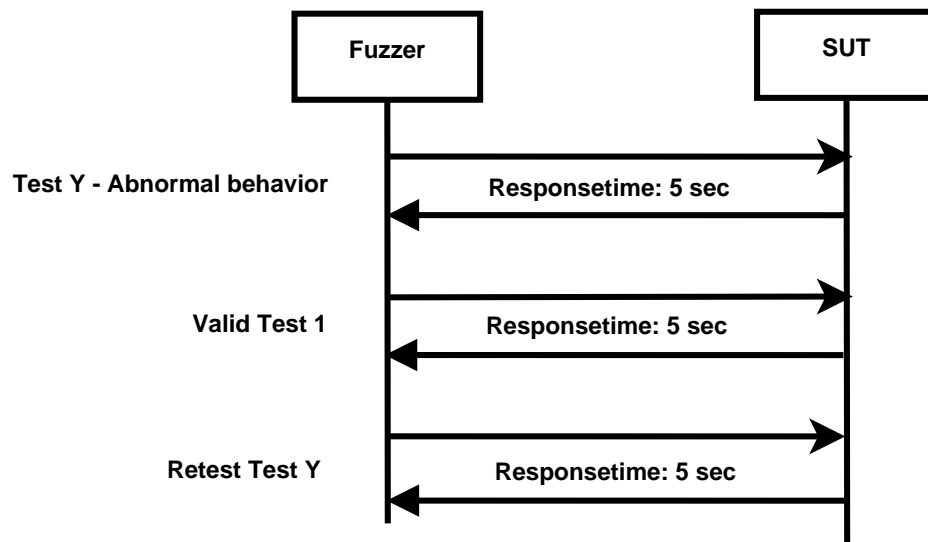 Fuzzer
SUT
Test Y - Abnormal behavior
Responsetime: 5 sec
Valid Test 1
Responsetime: 5 sec
Retest Test Y
Responsetime: 5 sec